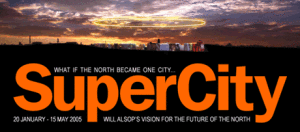 WHAT IF THE NORTH BECAME ONE CITY...
SuperCity
20 JANUARY - 15 MAY 2005 WILL ALSOP'S VISION FOR THE FUTURE OF THE NORTH